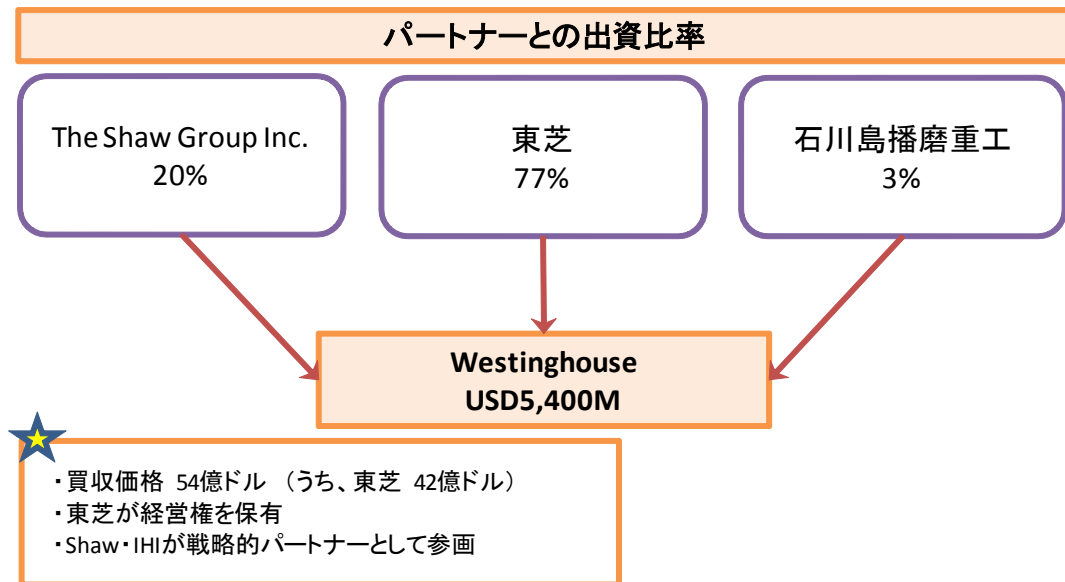 パートナーとの出資比率
The Shaw Group Inc.
20%
東芝
77%
石川島播磨重工
3%
Westinghouse
USD5,400M
・買収価格 54億ドル （うち、東芝 42億ドル）
・東芝が経営権を保有
・Shaw・IHIが戦略的パートナーとして参画